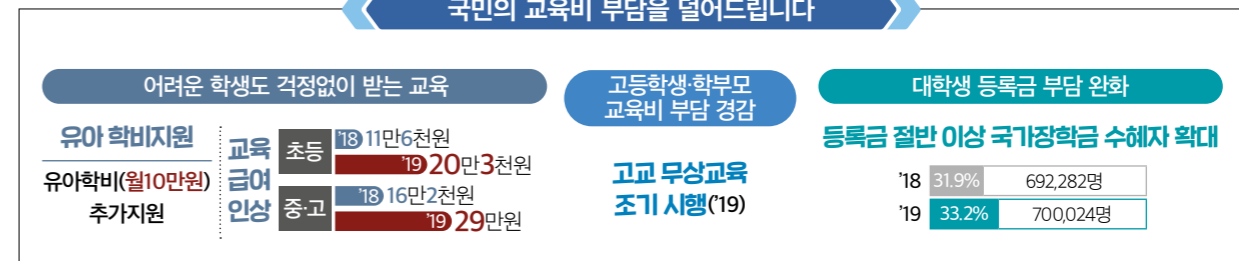 국민의 교육비 부담을 덜어드립니다
어려운 학생도 걱정없이 받는 교육
유아 학비지원
유아학비(월10만원)
추가지원
교육
급여
인상
초등
'18 11만6천원
'19 20만3천원
중·고
'18 16만2천원
'19 29만원
고등학생·학부모
교육비 부담 경감
고교 무상교육
조기 시행('19)
대학생 등록금 부담 완화
등록금 절반 이상 국가장학금 수혜자 확대
'18 31.9% 692,282명
'19 33.2% 700,024명